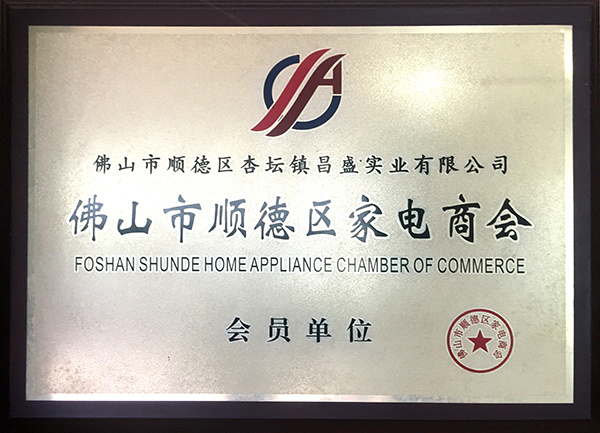 佛山市顺德区杏坛镇昌盛实业有限公司
佛山市顺德区家电商会
FOSHAN SHUNDE HOME APPLIANCE CHAMBER OF COMMERCE
会员单位
佛山市顺德区家电商会